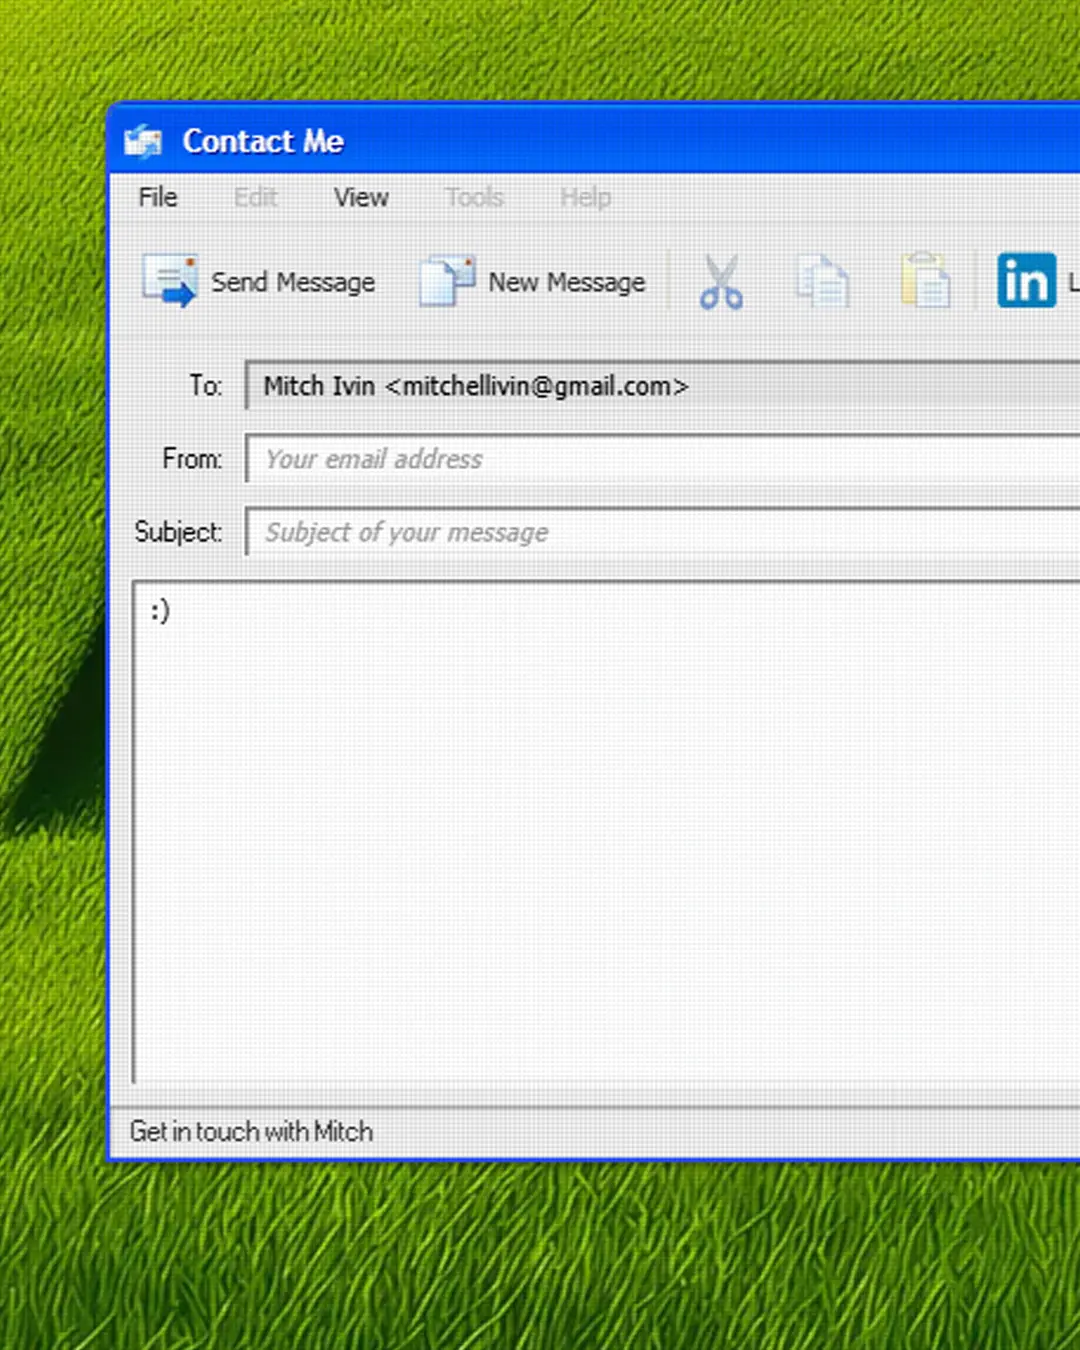 Contact Me
File Edit View Tools Help
Send Message New Message in L
To: Mitch Ivin <mitchellivin@gmail.com>
From: Your email address
Subject: Subject of your message
:)
Get in touch with Mitch